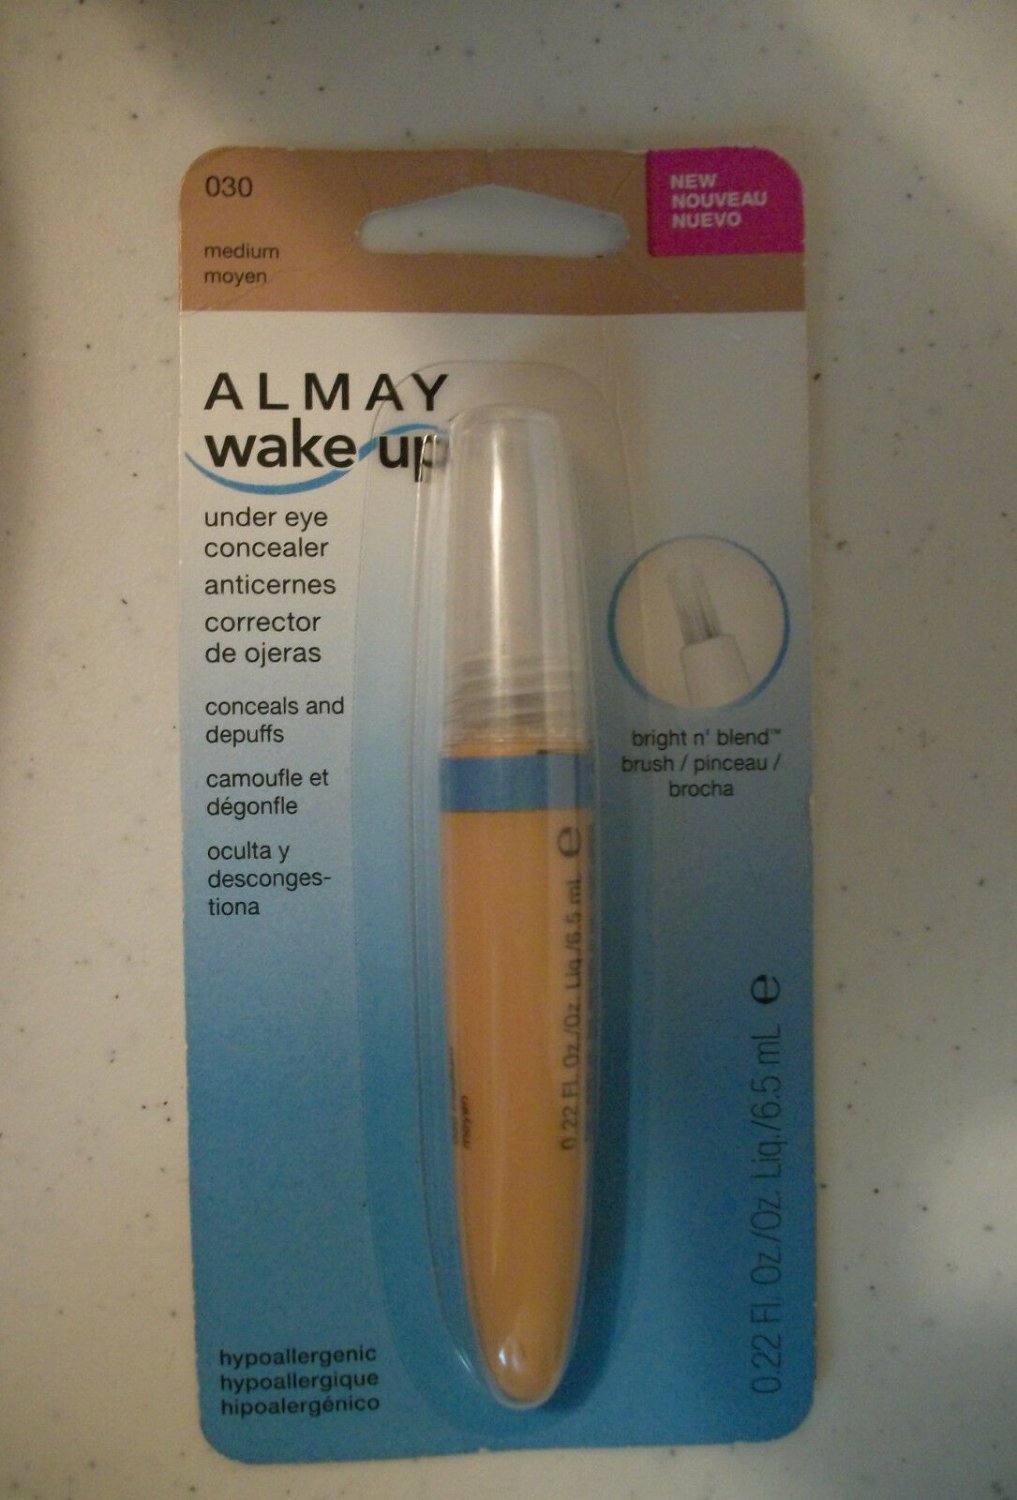 030
medium
moyen
NEW
NOUVEAU
NUEVO
ALMAY
wake up
under eye
concealer
anticernes
corrector
de ojeras
conceals and
depuffs
camoufle et
dégonfle
oculta y
desconges-
tiona
bright n' blend™
brush / pinceau /
brocha
0.22 Fl. Oz./Oz. Liq./6.5 mL e
moyen
0.22 Fl. Oz./Oz. Liq./6.5 mL e
hypoallergenic
hypoallergique
hipoalergénico